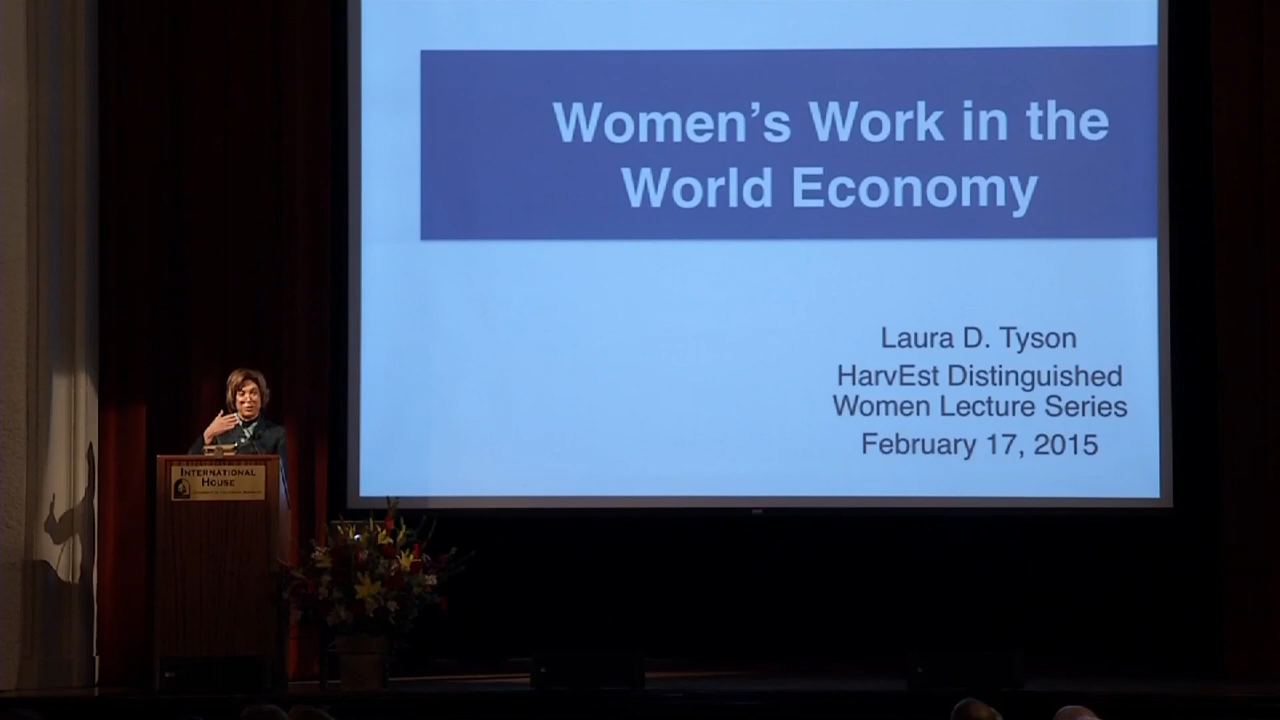 Women's Work in the
World Economy
Laura D. Tyson
HarvEst Distinguished
Women Lecture Series
February 17, 2015
INTERNATIONAL
HOUSE